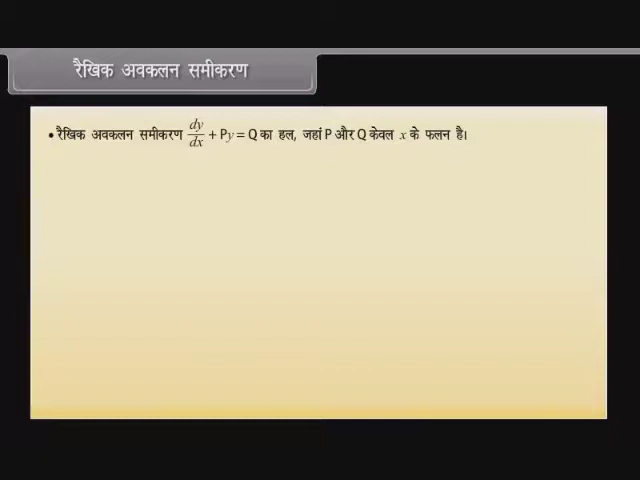 रैखिक अवकलन समीकरण
• रैखिक अवकलन समीकरण dy/dx + Py = Q का हल, जहां P और Q केवल x के फलन है।